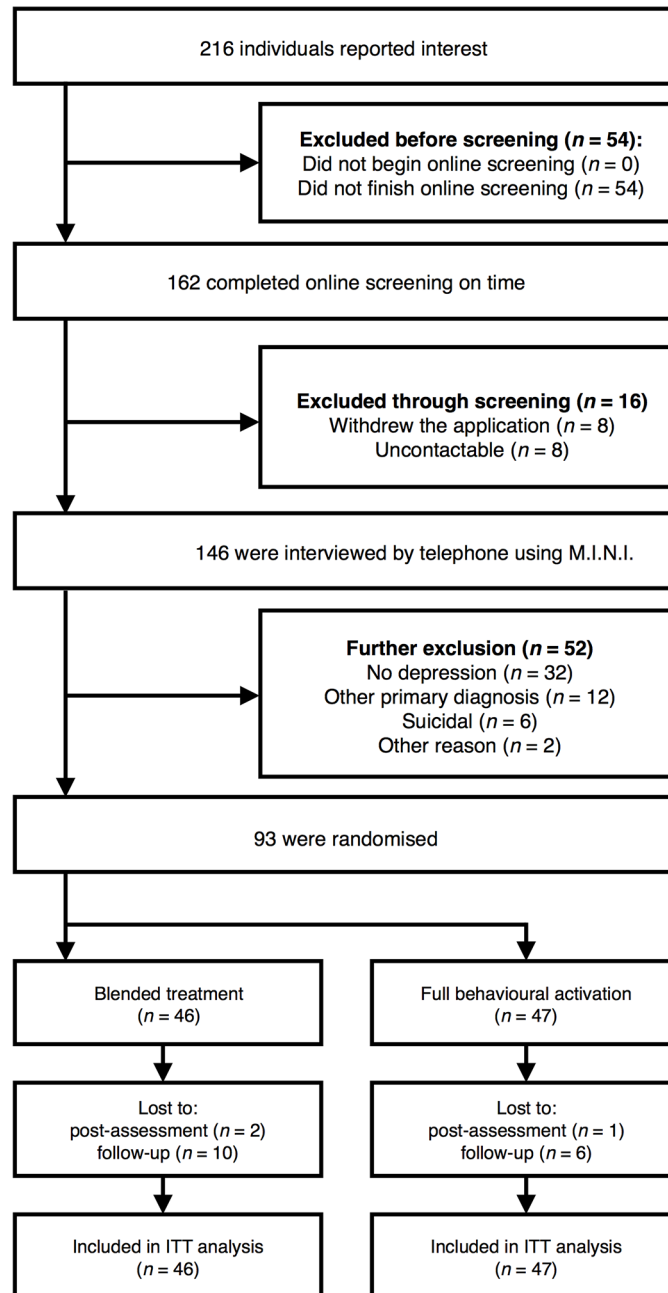 216 individuals reported interest
Excluded before screening (n = 54):
Did not begin online screening (n = 0)
Did not finish online screening (n = 54)
162 completed online screening on time
Excluded through screening (n = 16)
Withdrew the application (n = 8)
Uncontactable (n = 8)
146 were interviewed by telephone using M.I.N.I.
Further exclusion (n = 52)
No depression (n = 32)
Other primary diagnosis (n = 12)
Suicidal (n = 6)
Other reason (n = 2)
93 were randomised
Blended treatment
(n = 46)
Full behavioural activation
(n = 47)
Lost to:
post-assessment (n = 2)
follow-up (n = 10)
Lost to:
post-assessment (n = 1)
follow-up (n = 6)
Included in ITT analysis
(n = 46)
Included in ITT analysis
(n = 47)